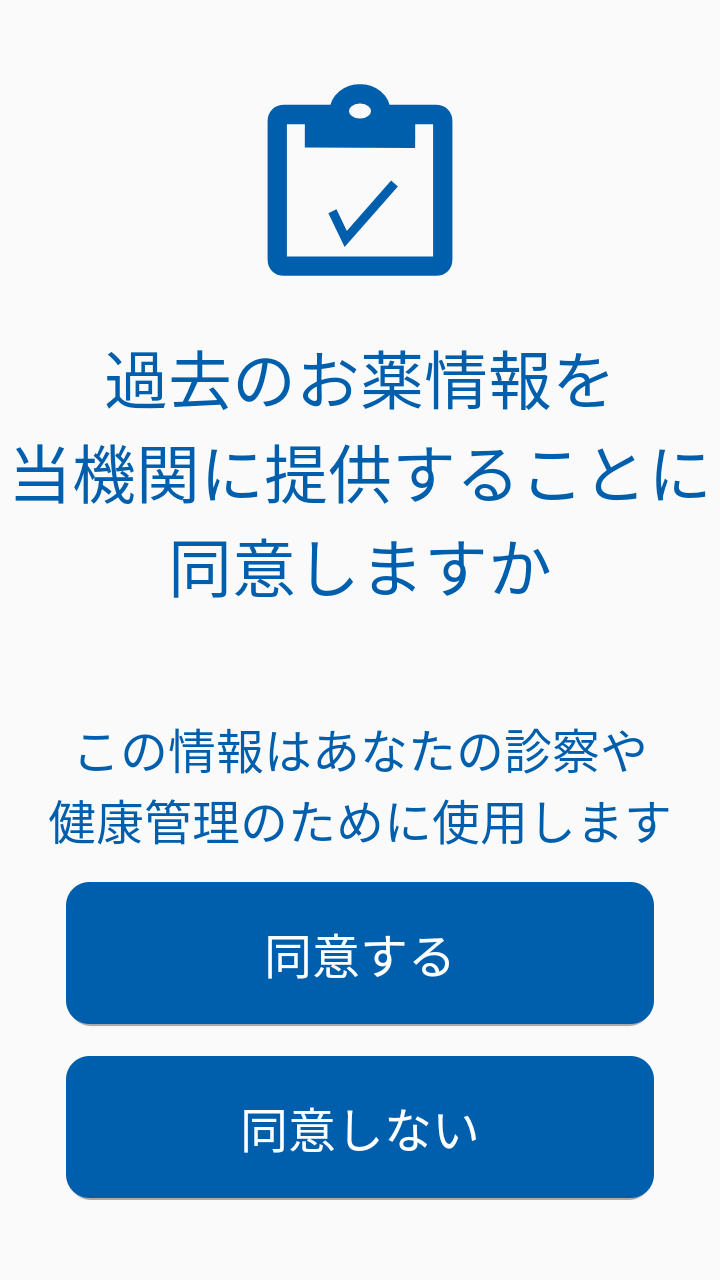 過去のお薬情報を
当機関に提供することに
同意しますか
この情報はあなたの診察や
健康管理のために使用します
同意する
同意しない